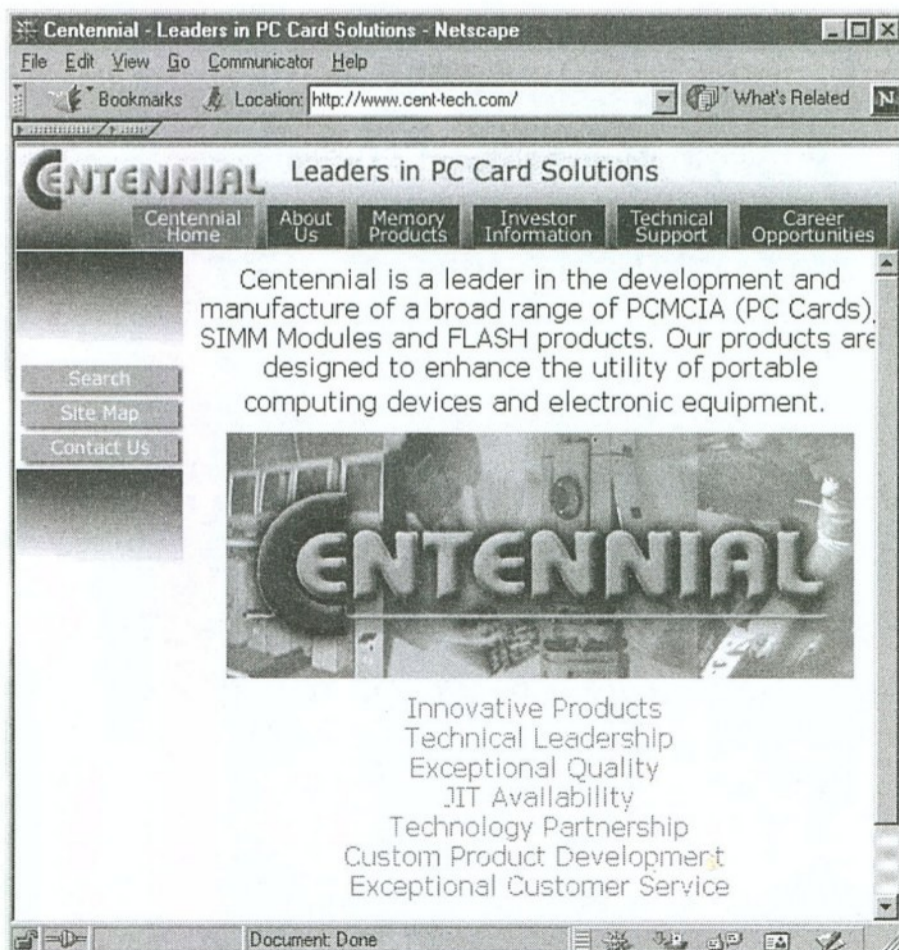 Centennial - Leaders in PC Card Solutions - Netscape
File Edit View Go Communicator Help
Bookmarks Location: http://www.cent-tech.com/ What's Related N
CENTENNIAL Leaders in PC Card Solutions
Centennial Home About Us Memory Products Investor Information Technical Support Career Opportunities
Centennial is a leader in the development and
manufacture of a broad range of PCMCIA (PC Cards),
SIMM Modules and FLASH products. Our products are
designed to enhance the utility of portable
computing devices and electronic equipment.
Search
Site Map
Contact Us
CENTENNIAL
Innovative Products
Technical Leadership
Exceptional Quality
JIT Availability
Technology Partnership
Custom Product Development
Exceptional Customer Service
Document: Done